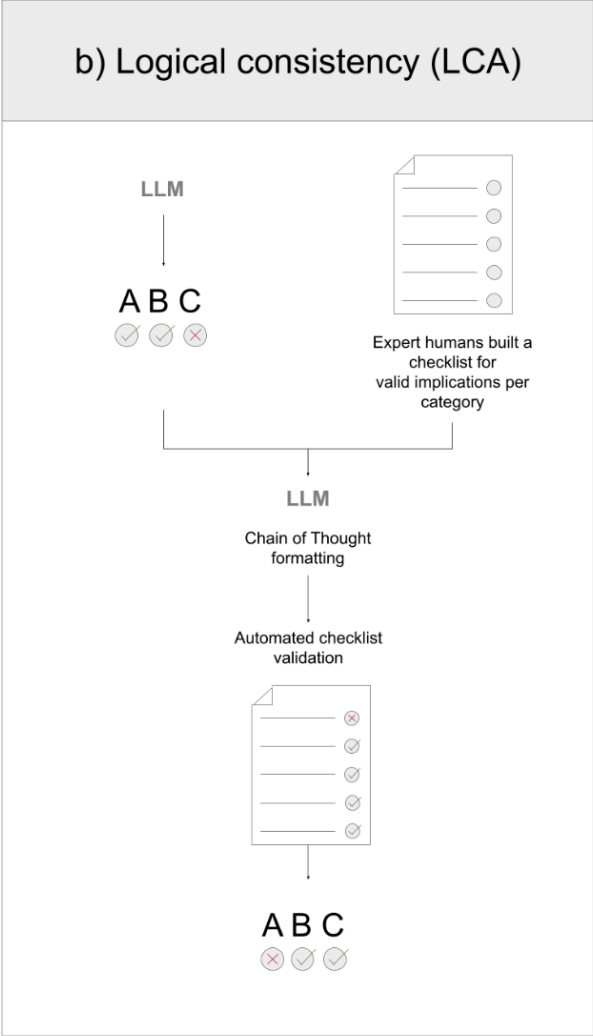 b) Logical consistency (LCA)
LLM
A B C
Expert humans built a
checklist for
valid implications per
category
LLM
Chain of Thought
formatting
Automated checklist
validation
A B C